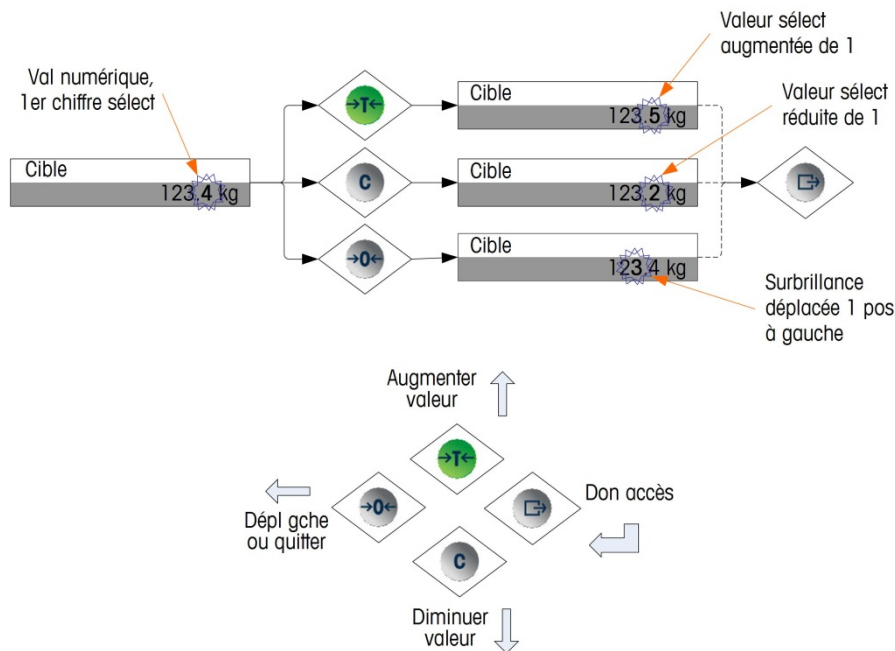 Valeur sélect
augmentée de 1
Val numérique,
1er chiffre sélect
→T←
Cible
123.5 kg
Valeur sélect
réduite de 1
Cible
123.4 kg
C
Cible
123.2 kg
→0←
Cible
123.4 kg
Surbrillance
déplacée 1 pos
à gauche
Augmenter
valeur
→T←
→0←
Dépl gche
ou quitter
Don accès
C
Diminuer
valeur